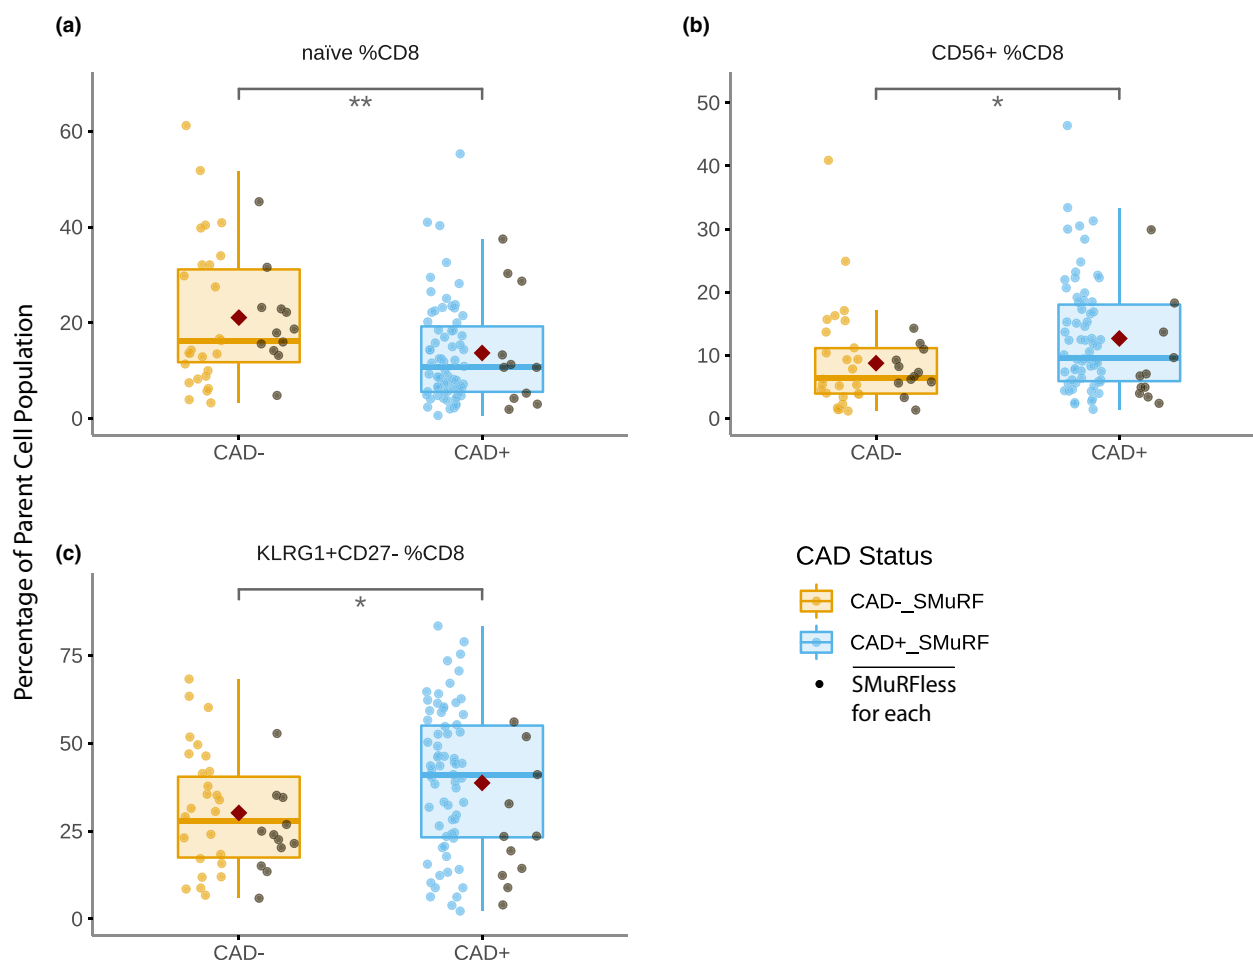 (a)
naïve %CD8
**
60
40
20
0
CAD-
CAD+
(b)
CD56+ %CD8
*
50
40
30
20
10
0
CAD-
CAD+
Percentage of Parent Cell Population
(c)
KLRG1+CD27- %CD8
*
75
50
25
0
CAD-
CAD+
CAD Status
CAD-_SMuRF
CAD+_SMuRF
SMuRFless
for each